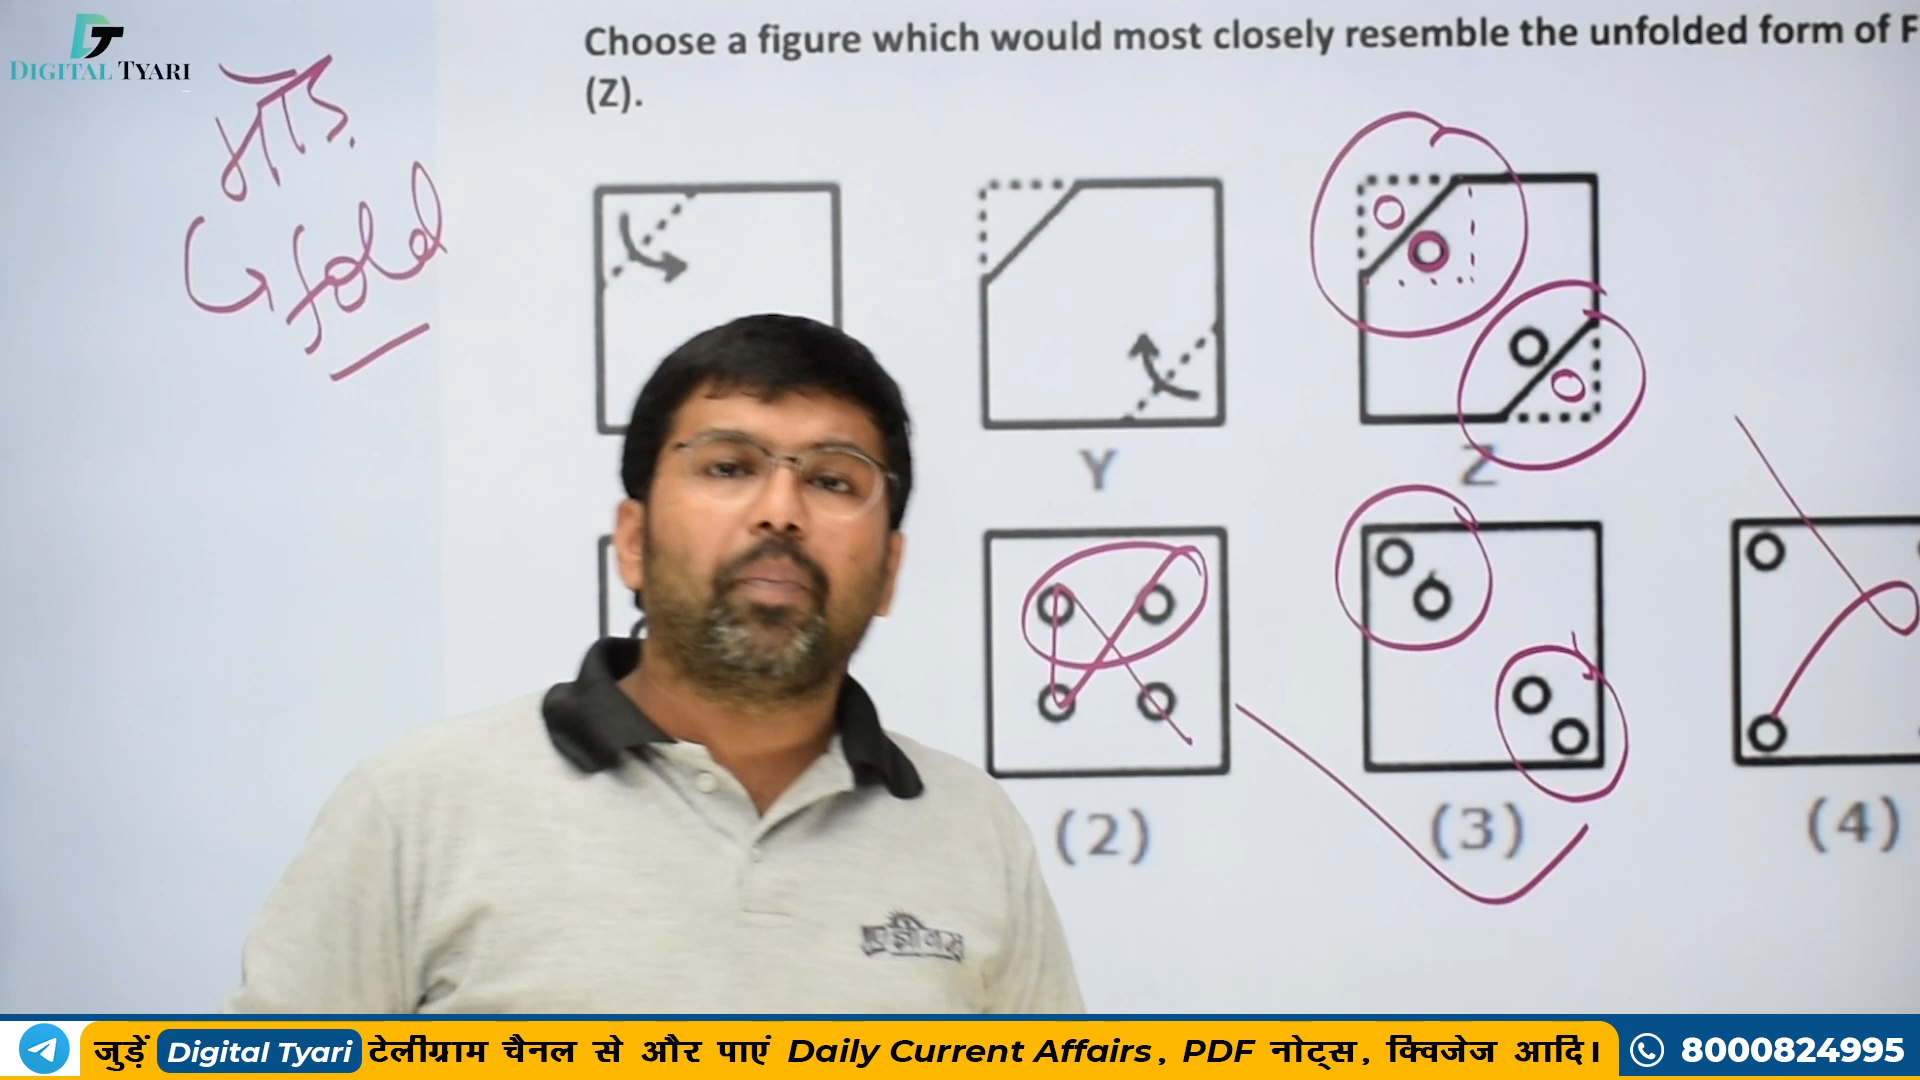 DIGITAL TYARI
Choose a figure which would most closely resemble the unfolded form of F
(Z).
fold
Y
Z
(2)
(3)
(4)
जुड़ें Digital Tyari टेलीग्राम चैनल से और पाएं Daily Current Affairs, PDF नोट्स, क्विजेज आदि।
8000824995